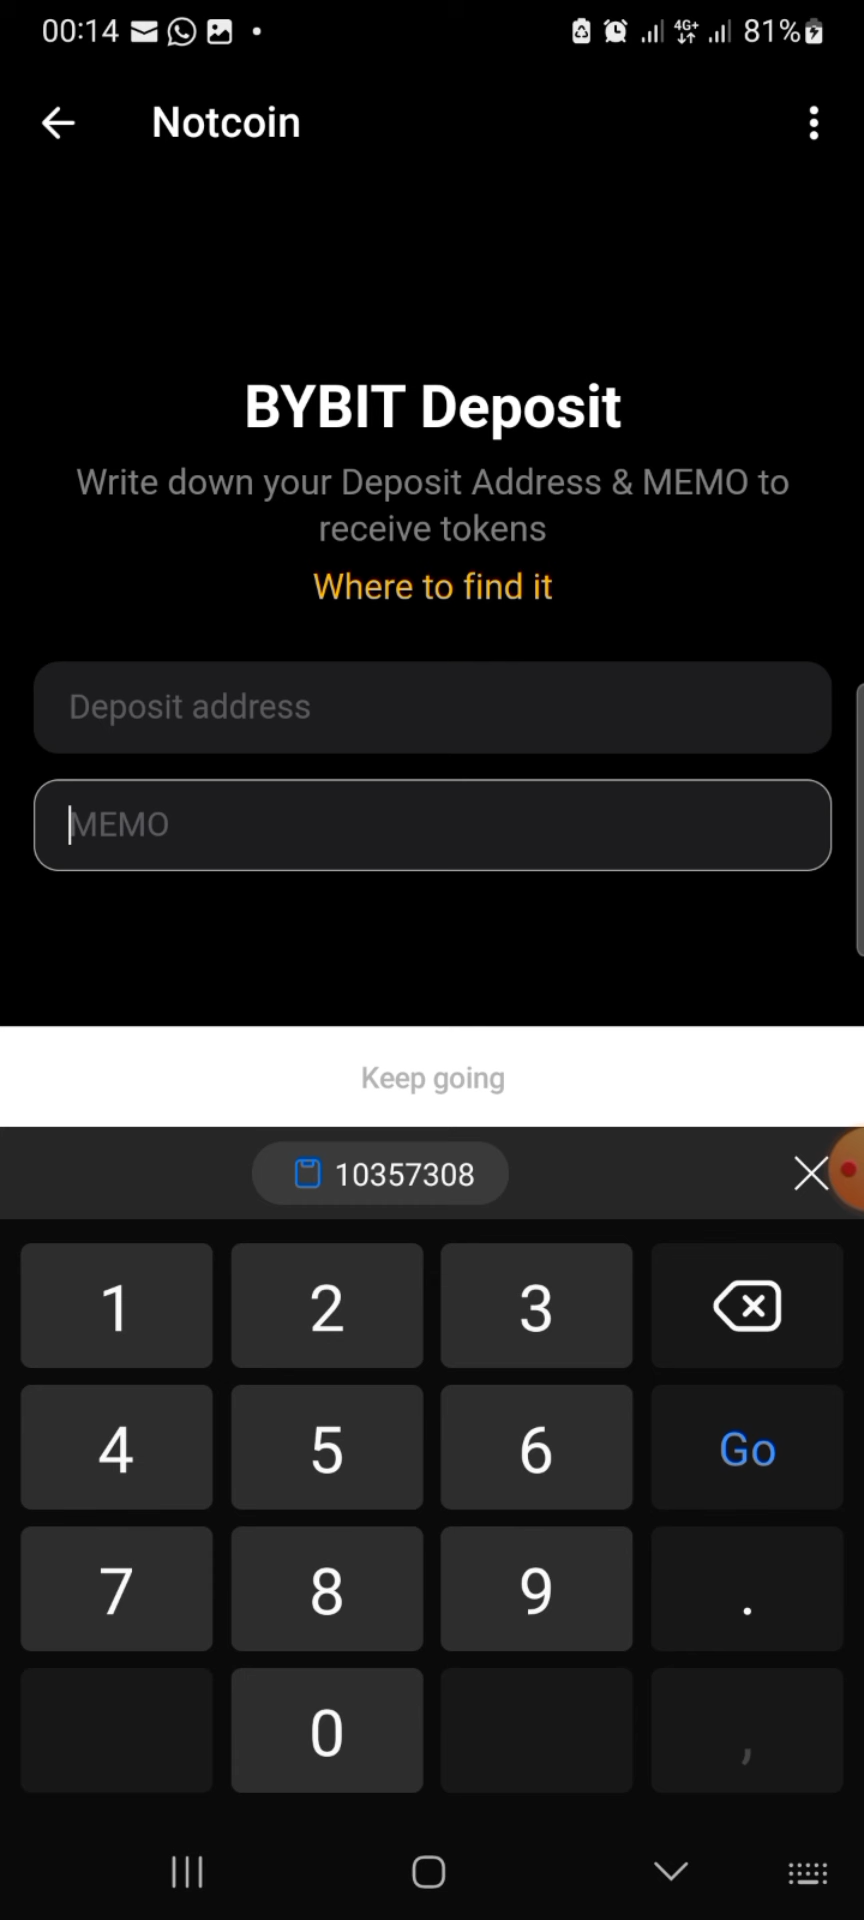 00:14 4G+ 81%
Notcoin
BYBIT Deposit
Write down your Deposit Address & MEMO to
receive tokens
Where to find it
Deposit address
MEMO
Keep going
10357308
1 2 3
4 5 6 Go
7 8 9 .
0 ,